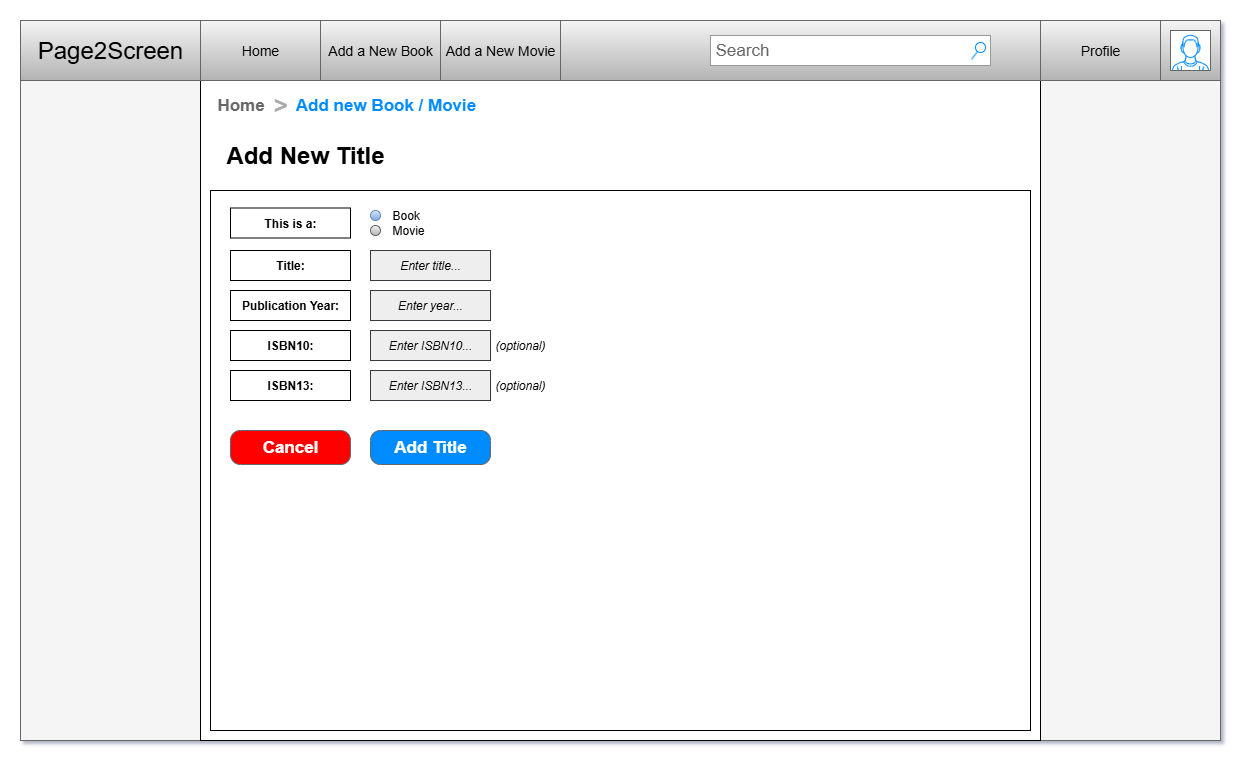 Page2Screen
Home
Add a New Book
Add a New Movie
Search
Profile
Home > Add new Book / Movie
Add New Title
This is a:
Book
Movie
Title:
Enter title...
Publication Year:
Enter year...
ISBN10:
Enter ISBN10...
(optional)
ISBN13:
Enter ISBN13...
(optional)
Cancel
Add Title